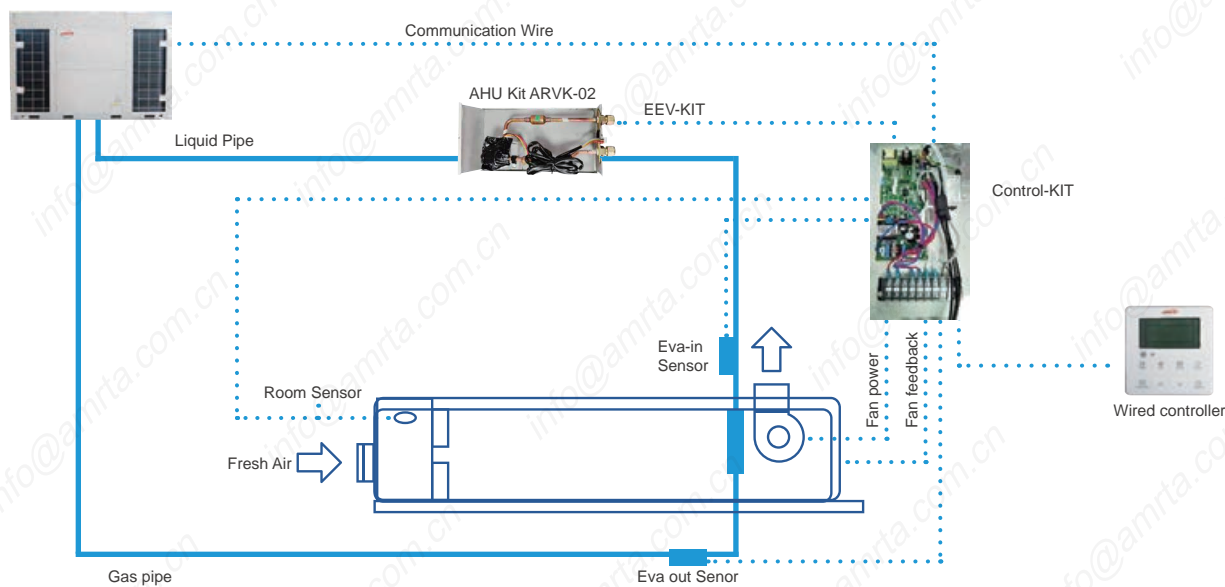 Communication Wire
AHU Kit ARVK-02
EEV-KIT
Liquid Pipe
Control-KIT
Eva-in
Sensor
Room Sensor
Fan power
Fan feedback
Wired controller
Fresh Air
Gas pipe
Eva out Senor
info@amrta.com.cn